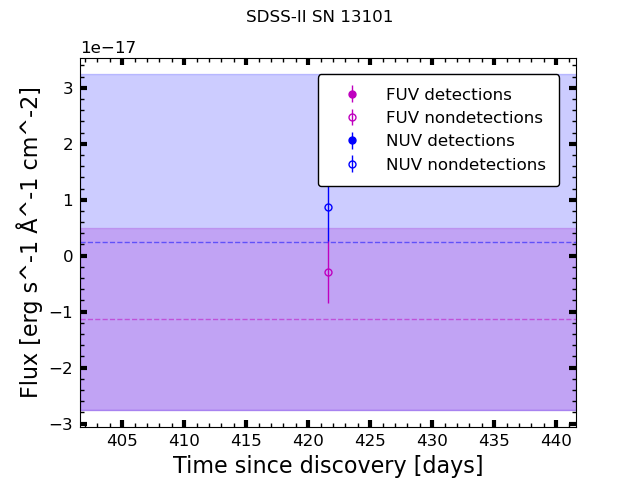 SDSS-II SN 13101
1e−17
3
2
1
0
−1
−2
−3
Flux [erg s^-1 Å^-1 cm^-2]
FUV detections
FUV nondetections
NUV detections
NUV nondetections
405 410 415 420 425 430 435 440
Time since discovery [days]